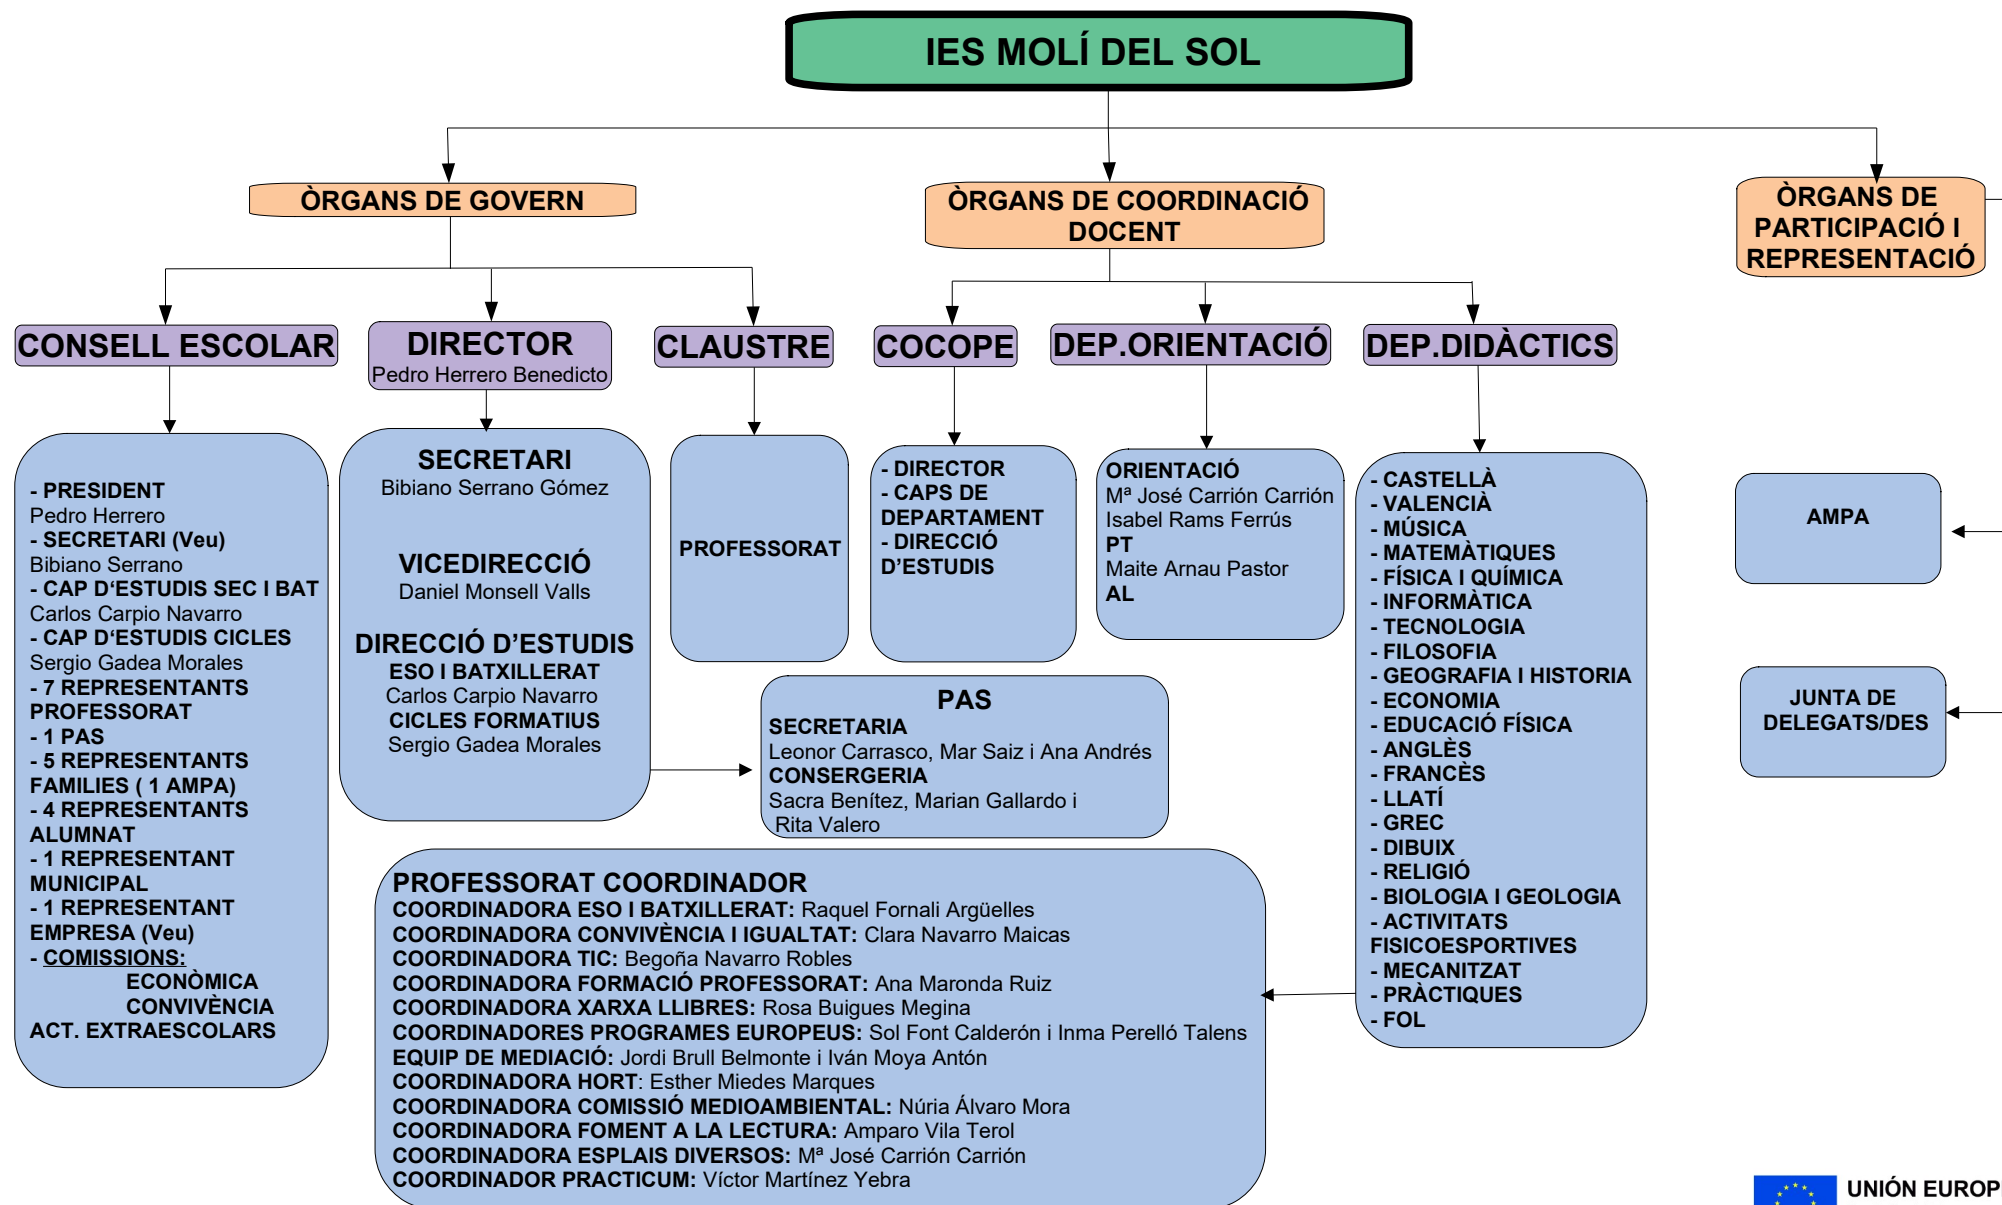 IES MOLÍ DEL SOL
ÒRGANS DE GOVERN
ÒRGANS DE COORDINACIÓ
DOCENT
ÒRGANS DE
PARTICIPACIÓ I
REPRESENTACIÓ
CONSELL ESCOLAR
DIRECTOR
Pedro Herrero Benedicto
CLAUSTRE
COCOPE
DEP.ORIENTACIÓ
DEP.DIDÀCTICS
- PRESIDENT
Pedro Herrero
- SECRETARI (Veu)
Bibiano Serrano
- CAP D‘ESTUDIS SEC I BAT
Carlos Carpio Navarro
- CAP D‘ESTUDIS CICLES
Sergio Gadea Morales
- 7 REPRESENTANTS
PROFESSORAT
- 1 PAS
- 5 REPRESENTANTS
FAMILIES ( 1 AMPA)
- 4 REPRESENTANTS
ALUMNAT
- 1 REPRESENTANT
MUNICIPAL
- 1 REPRESENTANT
EMPRESA (Veu)
- COMISSIONS:
ECONÒMICA
CONVIVÈNCIA
ACT. EXTRAESCOLARS
SECRETARI
Bibiano Serrano Gómez
VICEDIRECCIÓ
Daniel Monsell Valls
DIRECCIÓ D’ESTUDIS
ESO I BATXILLERAT
Carlos Carpio Navarro
CICLES FORMATIUS
Sergio Gadea Morales
PROFESSORAT
- DIRECTOR
- CAPS DE
DEPARTAMENT
- DIRECCIÓ
D’ESTUDIS
ORIENTACIÓ
Mª José Carrión Carrión
Isabel Rams Ferrús
PT
Maite Arnau Pastor
AL
- CASTELLÀ
- VALENCIÀ
- MÚSICA
- MATEMÀTIQUES
- FÍSICA I QUÍMICA
- INFORMÀTICA
- TECNOLOGIA
- FILOSOFIA
- GEOGRAFIA I HISTORIA
- ECONOMIA
- EDUCACIÓ FÍSICA
- ANGLÈS
- FRANCÈS
- LLATÍ
- GREC
- DIBUIX
- RELIGIÓ
- BIOLOGIA I GEOLOGIA
- ACTIVITATS
FISICOESPORTIVES
- MECANITZAT
- PRÀCTIQUES
- FOL
AMPA
JUNTA DE
DELEGATS/DES
PAS
SECRETARIA
Leonor Carrasco, Mar Saiz i Ana Andrés
CONSERGERIA
Sacra Benítez, Marian Gallardo i
Rita Valero
PROFESSORAT COORDINADOR
COORDINADORA ESO I BATXILLERAT: Raquel Fornali Argüelles
COORDINADORA CONVIVÈNCIA I IGUALTAT: Clara Navarro Maicas
COORDINADORA TIC: Begoña Navarro Robles
COORDINADORA FORMACIÓ PROFESSORAT: Ana Maronda Ruiz
COORDINADORA XARXA LLIBRES: Rosa Buigues Megina
COORDINADORES PROGRAMES EUROPEUS: Sol Font Calderón i Inma Perelló Talens
EQUIP DE MEDIACIÓ: Jordi Brull Belmonte i Iván Moya Antón
COORDINADORA HORT: Esther Miedes Marques
COORDINADORA COMISSIÓ MEDIOAMBIENTAL: Núria Álvaro Mora
COORDINADORA FOMENT A LA LECTURA: Amparo Vila Terol
COORDINADORA ESPLAIS DIVERSOS: Mª José Carrión Carrión
COORDINADOR PRACTICUM: Víctor Martínez Yebra
UNIÓN EUROP